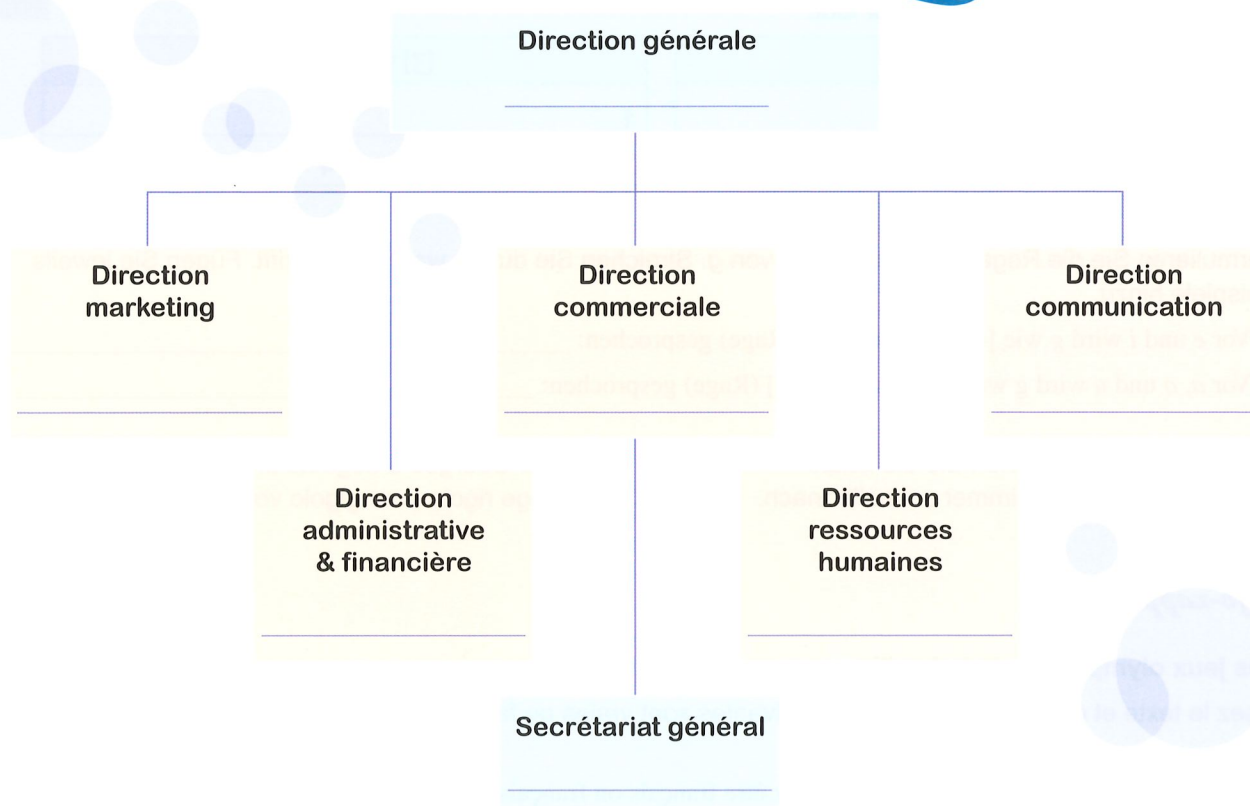 Direction générale
Direction
marketing
Direction
commerciale
Direction
communication
Direction
administrative
& financière
Direction
ressources
humaines
Secrétariat général